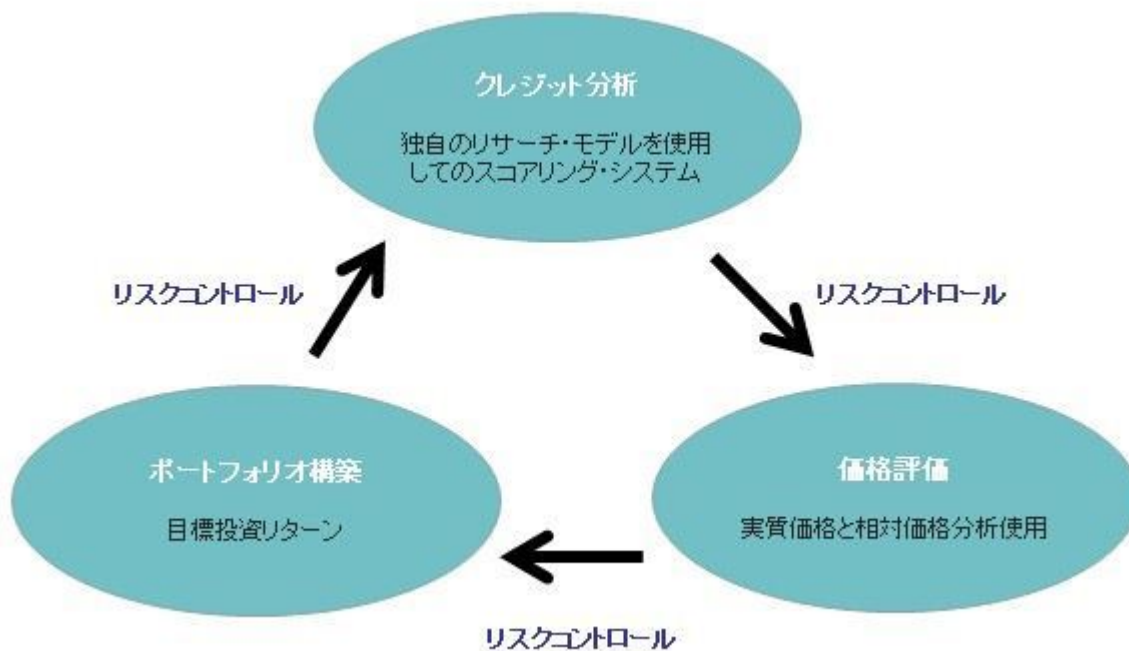 クレジット分析
独自のリサーチ・モデルを使用
してのスコアリング・システム
リスクコントロール
リスクコントロール
ポートフォリオ構築
目標投資リターン
価格評価
実質価格と相対価格分析使用
リスクコントロール